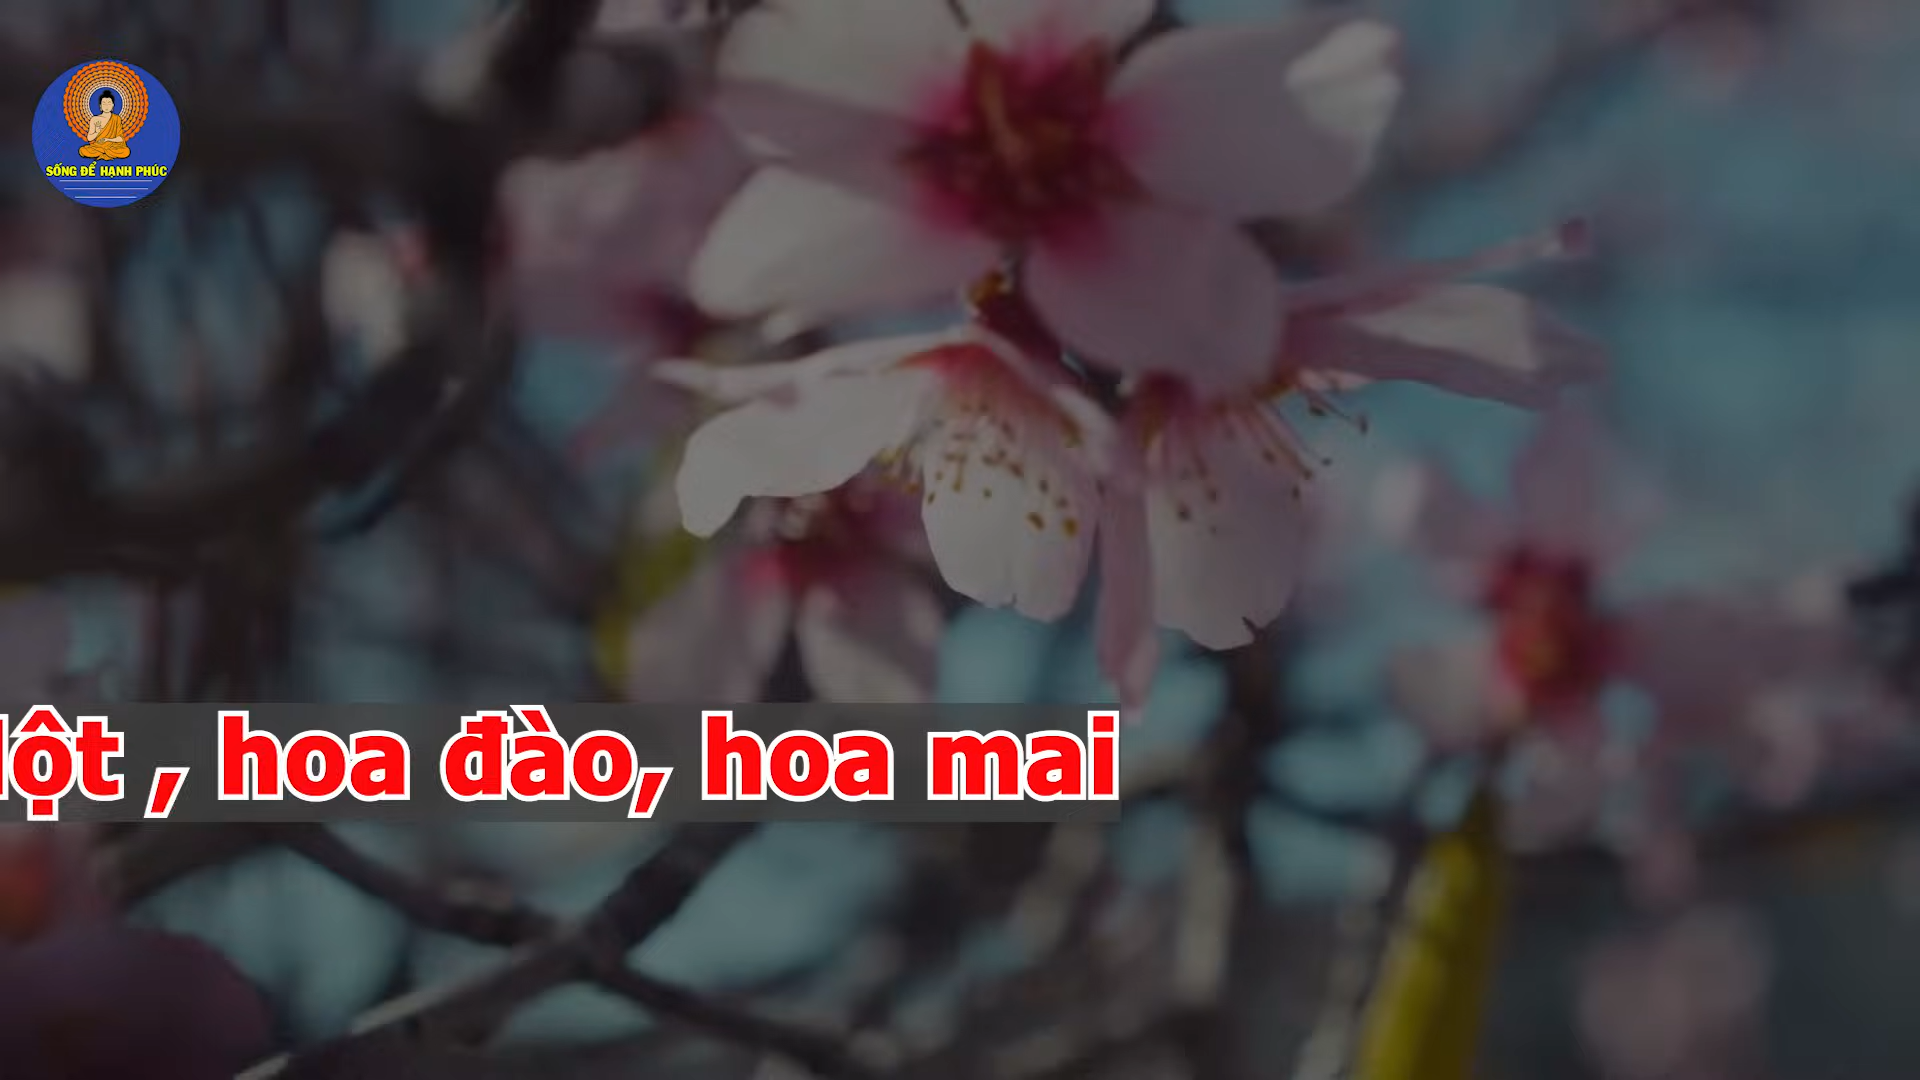 SỐNG ĐỂ HẠNH PHÚC
, hoa đào, hoa mai